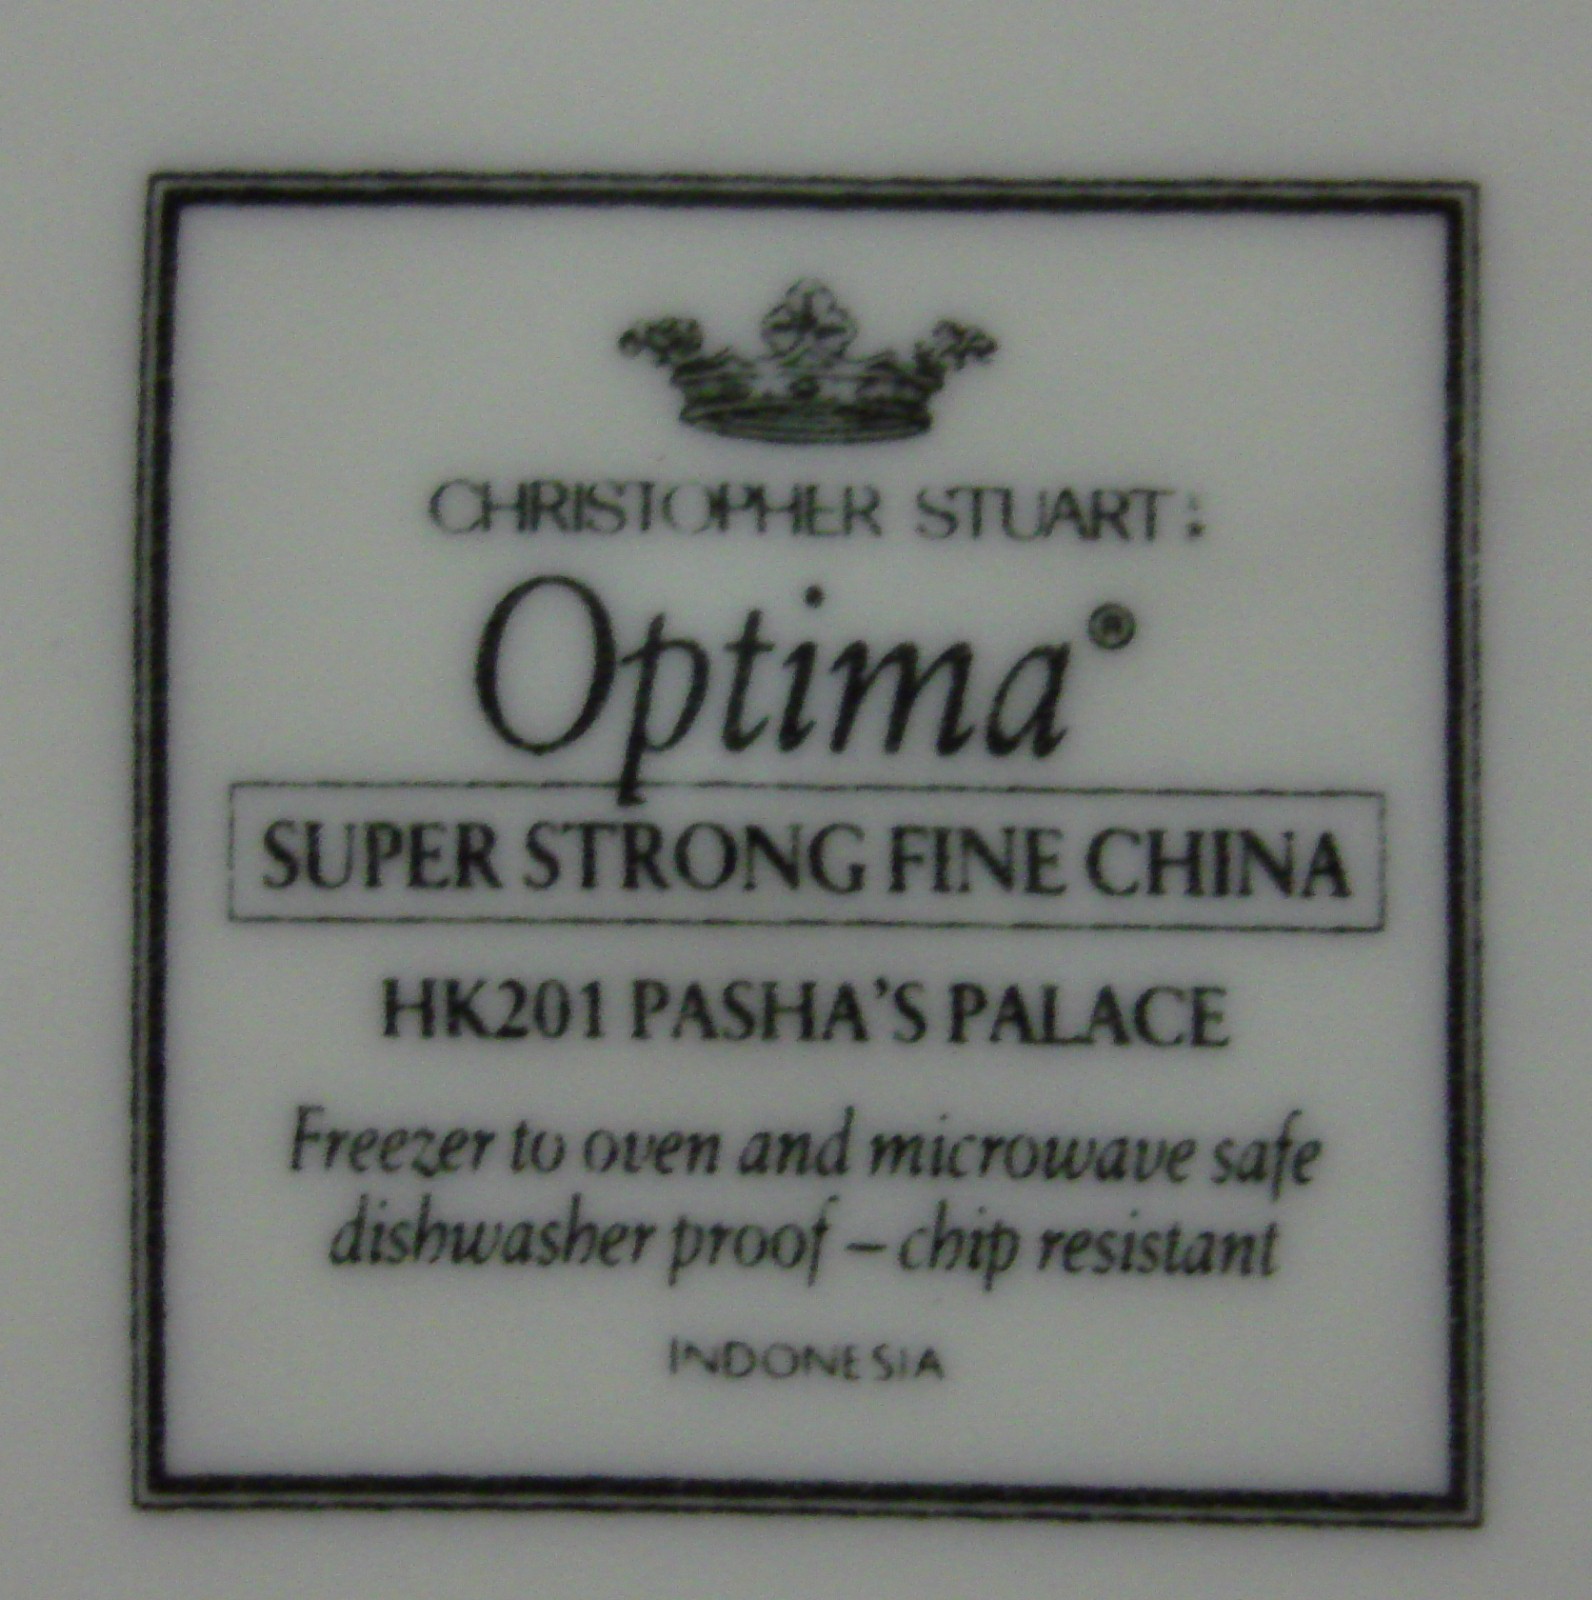 CHRISTOPHER STUART:
Optima®
SUPER STRONG FINE CHINA
HK201 PASHA'S PALACE
Freezer to oven and microwave safe
dishwasher proof – chip resistant
INDONESIA